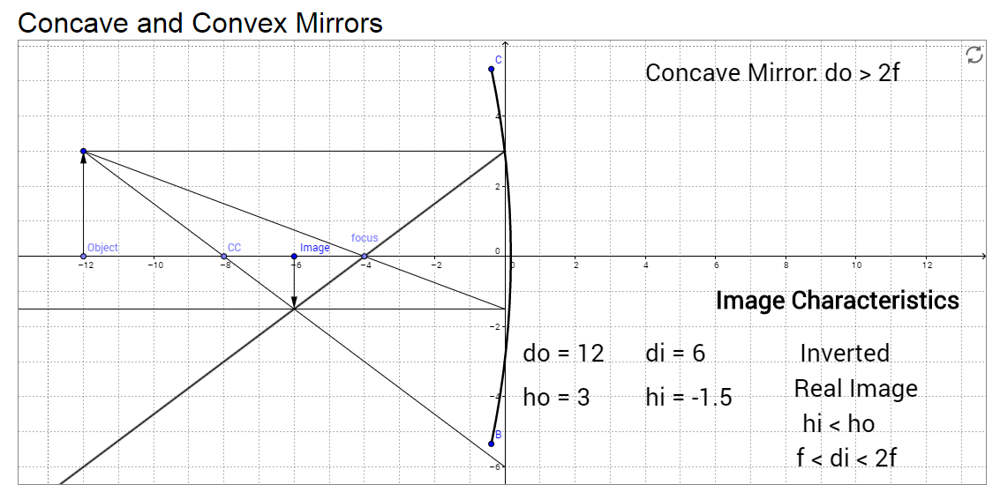 Concave and Convex Mirrors
C
Concave Mirror: do > 2f
4
2
focus
Object
CC
Image
0
−12
−10
−8
−6
−4
−2
0
2
4
6
8
10
12
Image Characteristics
−2
do = 12
di = 6
Inverted
Real Image
−4
ho = 3
hi = -1.5
hi < ho
B
f < di < 2f
−6